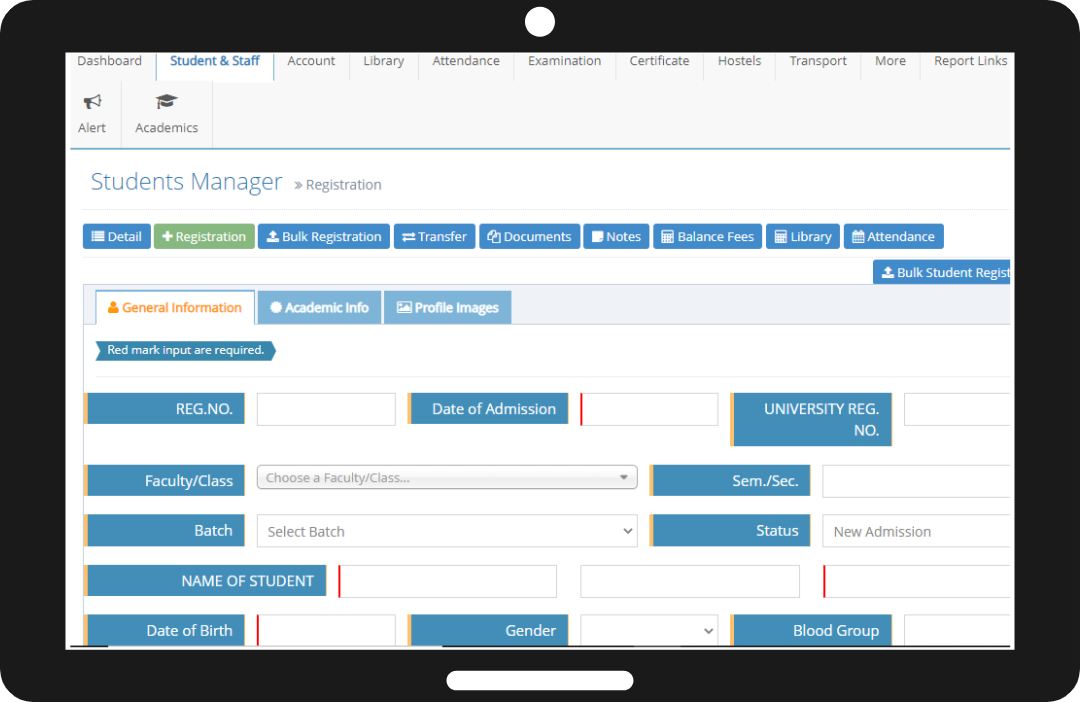 Dashboard Student & Staff Account Library Attendance Examination Certificate Hostels Transport More Report Links
Alert Academics
Students Manager » Registration
Detail Registration Bulk Registration Transfer Documents Notes Balance Fees Library Attendance
Bulk Student Regist
General Information Academic Info Profile Images
Red mark input are required.
REG.NO. Date of Admission UNIVERSITY REG.
NO.
Faculty/Class Choose a Faculty/Class... Sem./Sec.
Batch Select Batch Status New Admission
NAME OF STUDENT
Date of Birth Gender Blood Group